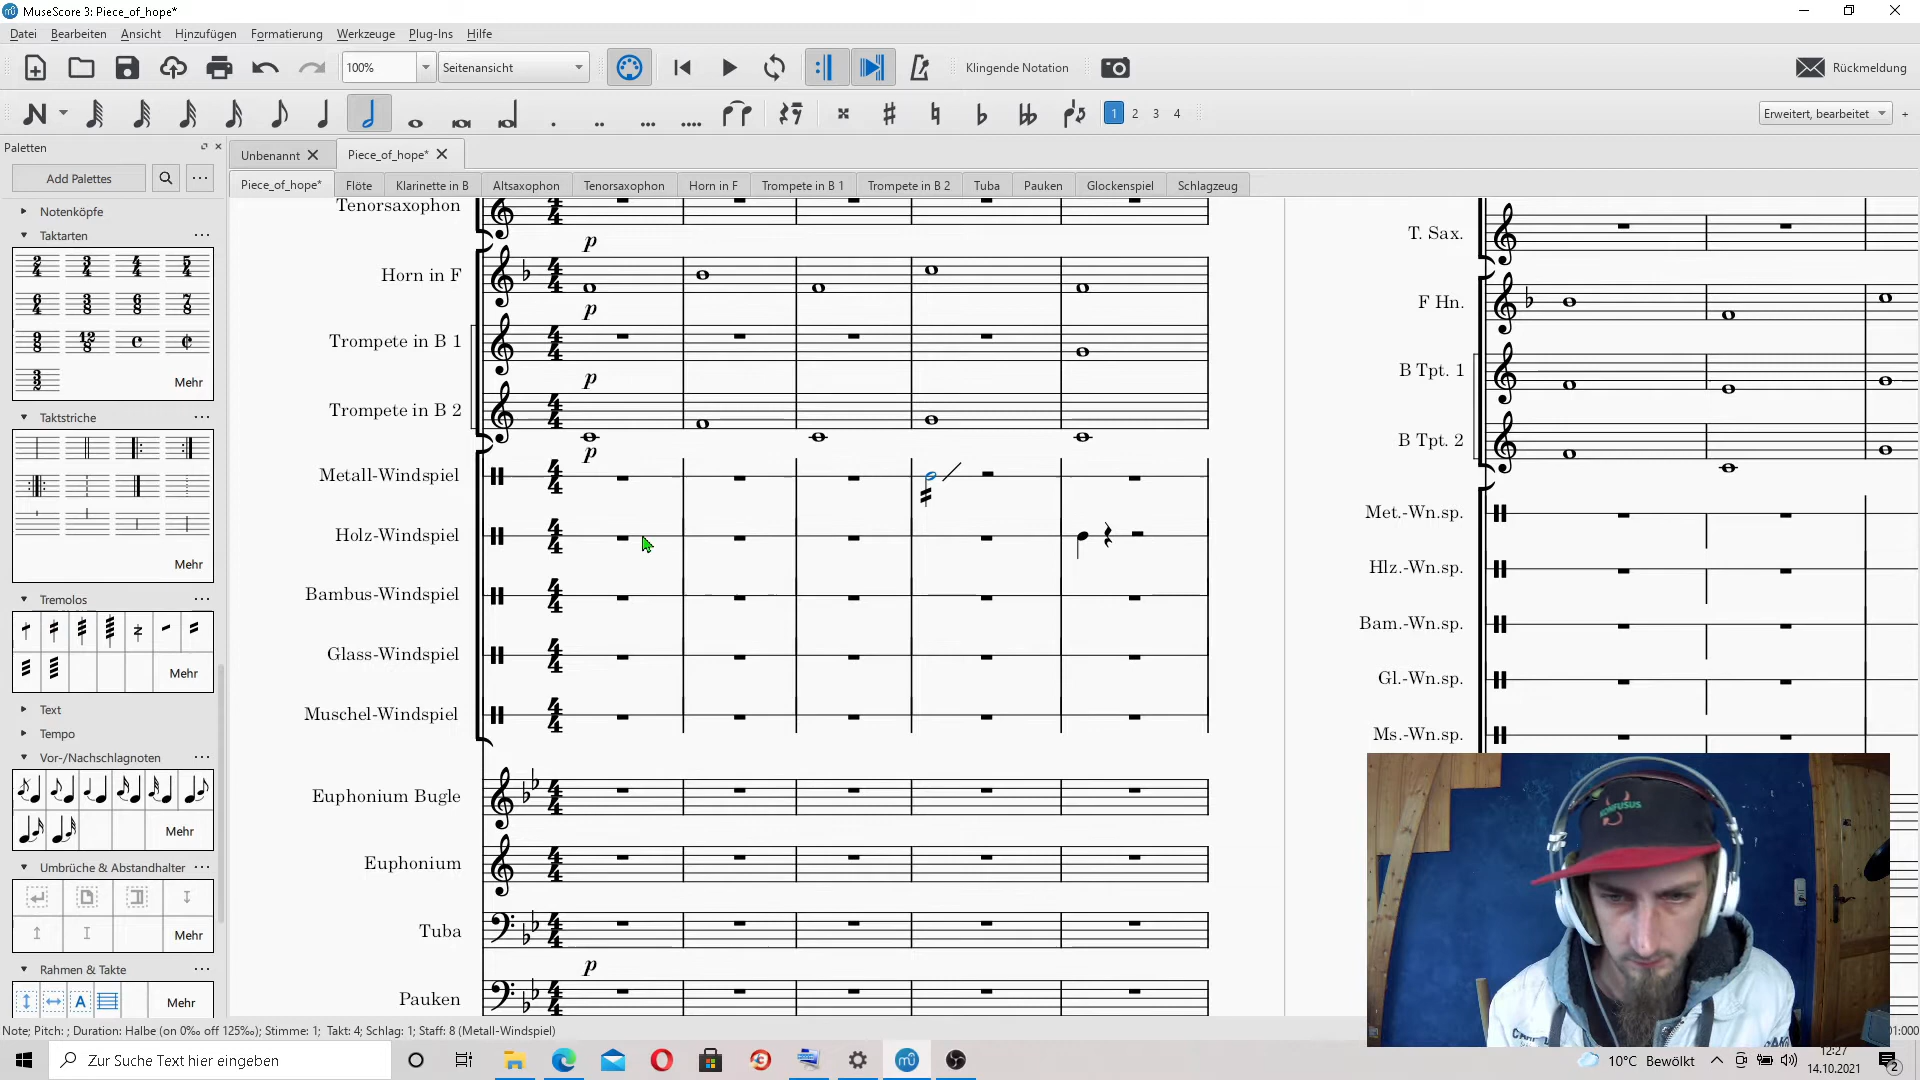 MuseScore 3: Piece_of_hope*
Datei Bearbeiten Ansicht Hinzufügen Formatierung Werkzeuge Plug-Ins Hilfe
100% Seitenansicht Klingende Notation Rückmeldung
1 2 3 4 Erweitert, bearbeitet +
Paletten
Unbenannt Piece_of_hope*
Add Palettes ...
Piece_of_hope* Flöte Klarinette in B Altsaxophon Tenorsaxophon Horn in F Trompete in B 1 Trompete in B 2 Tuba Pauken Glockenspiel Schlagzeug
Notenköpfe
Taktarten
Mehr
Taktstriche
Mehr
Tremolos
Mehr
Text
Tempo
Vor-/Nachschlagnoten
Mehr
Umbrüche & Abstandhalter
Mehr
Rahmen & Takte
Mehr
Tenorsaxophon
p
Horn in F
p
Trompete in B 1
p
Trompete in B 2
p
Metall-Windspiel
Holz-Windspiel
Bambus-Windspiel
Glass-Windspiel
Muschel-Windspiel
Euphonium Bugle
Euphonium
Tuba
p
Pauken
T. Sax.
F Hn.
B Tpt. 1
B Tpt. 2
Met.-Wn.sp.
Hlz.-Wn.sp.
Bam.-Wn.sp.
Gl.-Wn.sp.
Ms.-Wn.sp.
KONFUSUS
Note; Pitch: ; Duration: Halbe (on 0‰ off 125‰); Stimme: 1; Takt: 4; Schlag: 1; Staff: 8 (Metall-Windspiel)
Zur Suche Text hier eingeben
10°C Bewölkt
12:27
14.10.2021
2